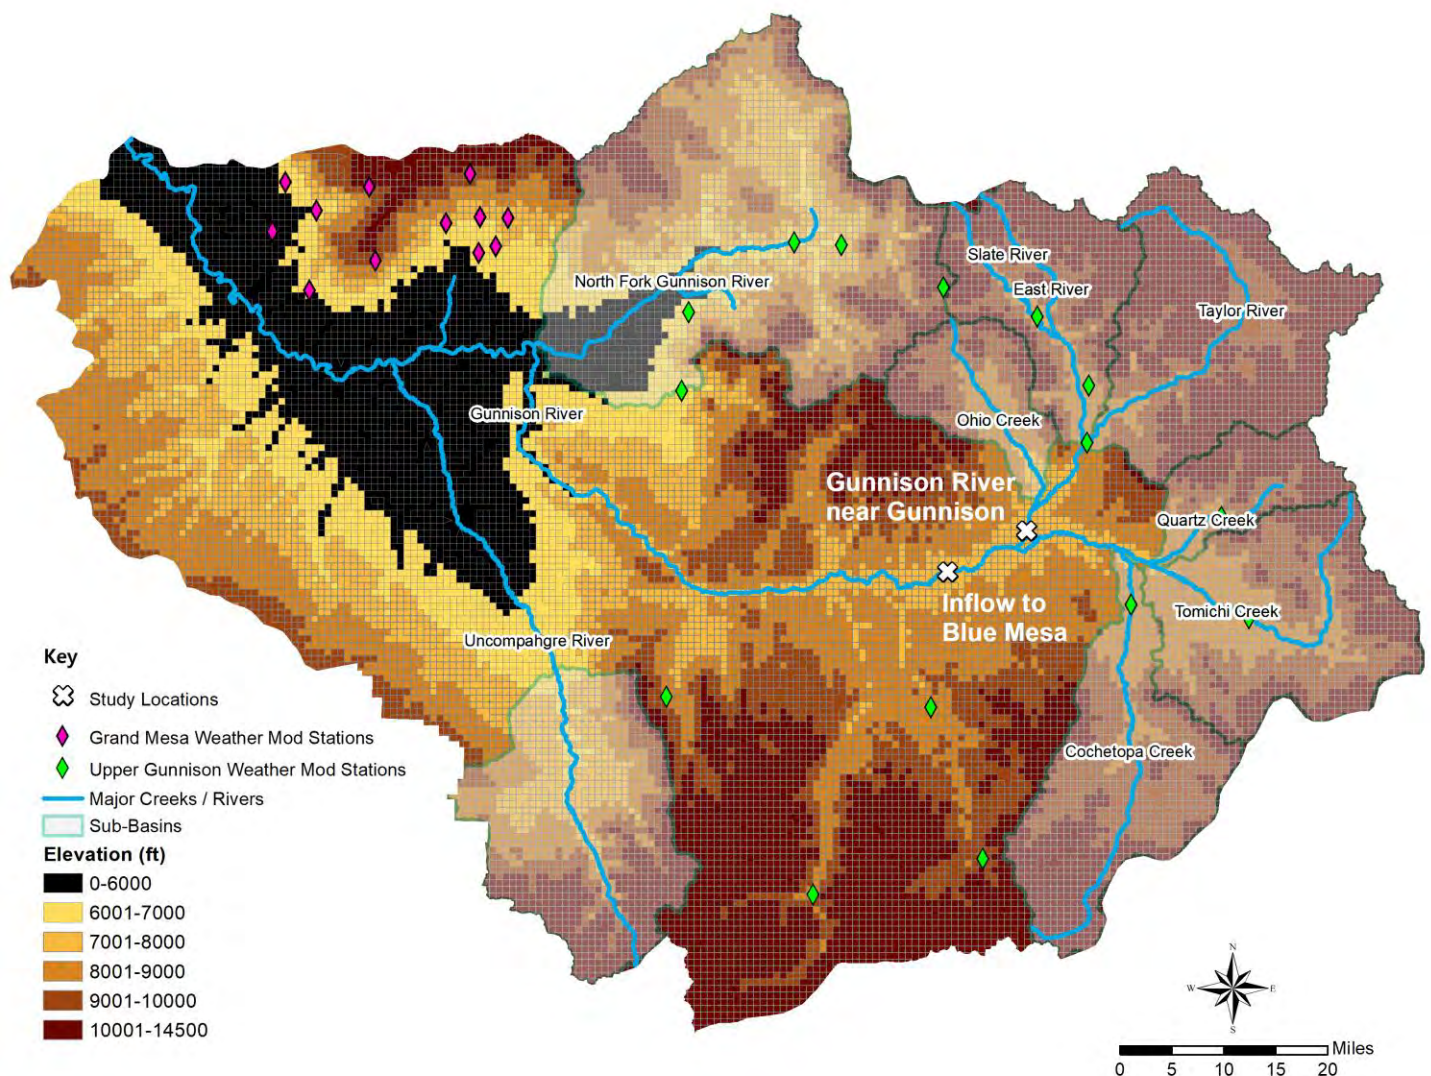 Slate River
North Fork Gunnison River
East River
Taylor River
Gunnison River
Ohio Creek
Gunnison River
near Gunnison
Quartz Creek
Inflow to
Blue Mesa
Tomichi Creek
Uncompahgre River
Cochetopa Creek
Key
Study Locations
Grand Mesa Weather Mod Stations
Upper Gunnison Weather Mod Stations
Major Creeks / Rivers
Sub-Basins
Elevation (ft)
0-6000
6001-7000
7001-8000
8001-9000
9001-10000
10001-14500
N
W E
S
Miles
0 5 10 15 20